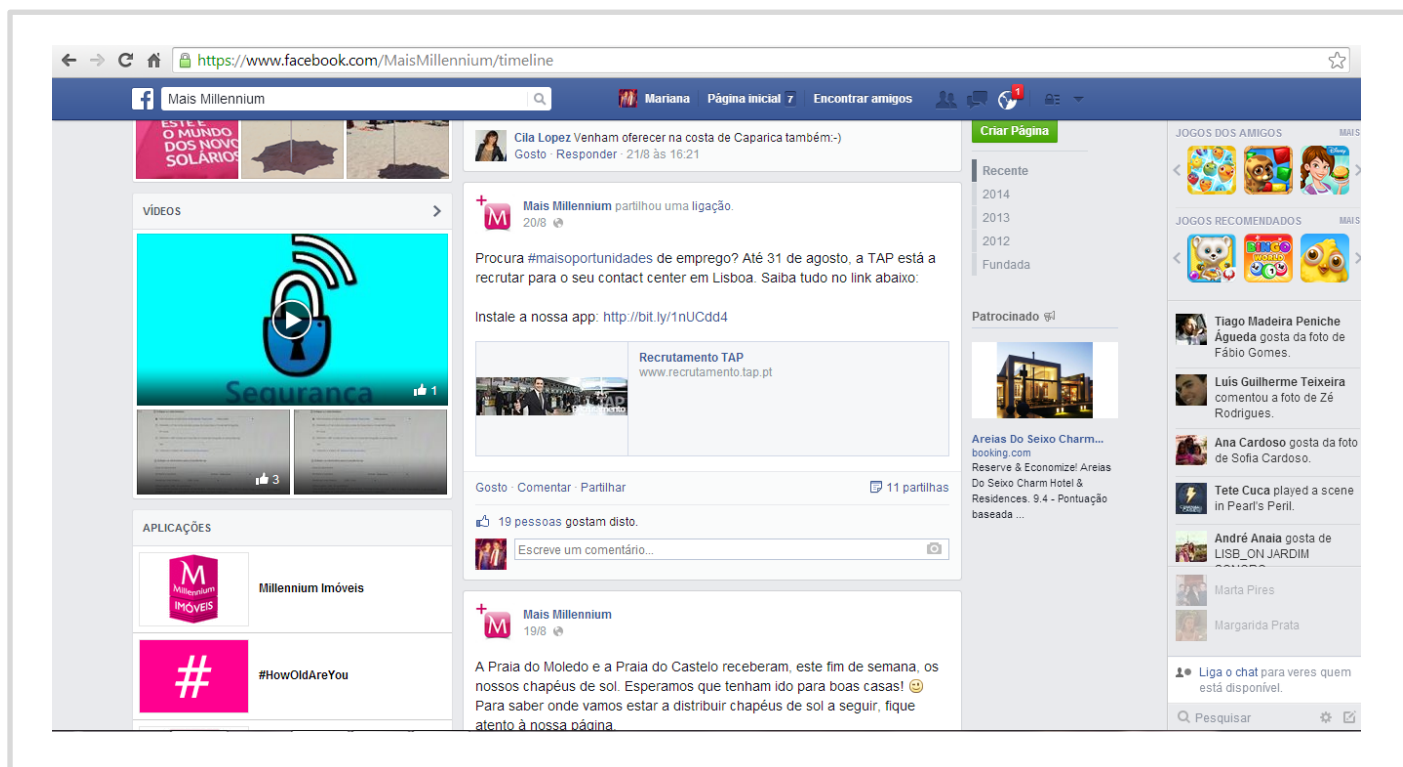 https://www.facebook.com/MaisMillennium/timeline
Mais Millennium
Mariana
Página inicial 7
Encontrar amigos
1
ESTE É
O MUNDO
DOS NOVO
SOLÁRIOS
VÍDEOS
Segurança
1
3
APLICAÇÕES
Millennium
IMÓVEIS
Millennium Imóveis
#
#HowOldAreYou
Cila Lopez Venham oferecer na costa de Caparica também:-)
Gosto · Responder · 21/8 às 16:21
Mais Millennium partilhou uma ligação.
20/8
Procura #maisoportunidades de emprego? Até 31 de agosto, a TAP está a
recrutar para o seu contact center em Lisboa. Saiba tudo no link abaixo:
Instale a nossa app: http://bit.ly/1nUCdd4
Recrutamento TAP
www.recrutamento.tap.pt
Gosto · Comentar · Partilhar
11 partilhas
19 pessoas gostam disto.
Escreve um comentário...
Mais Millennium
19/8
A Praia do Moledo e a Praia do Castelo receberam, este fim de semana, os
nossos chapéus de sol. Esperamos que tenham ido para boas casas!
Para saber onde vamos estar a distribuir chapéus de sol a seguir, fique
atento à nossa página.
Criar Página
Recente
2014
2013
2012
Fundada
Patrocinado
Areias Do Seixo Charm...
booking.com
Reserve & Economize! Areias
Do Seixo Charm Hotel &
Residences. 9.4 - Pontuação
baseada ...
JOGOS DOS AMIGOS
MAIS
JOGOS RECOMENDADOS
MAIS
BINGO
WORLD
Tiago Madeira Peniche
Águeda gosta da foto de
Fábio Gomes.
Luís Guilherme Teixeira
comentou a foto de Zé
Rodrigues.
Ana Cardoso gosta da foto
de Sofia Cardoso.
Tete Cuca played a scene
in Pearl's Peril.
André Anaia gosta de
LISB_ON JARDIM
Marta Pires
Margarida Prata
Liga o chat para veres quem
está disponível.
Pesquisar